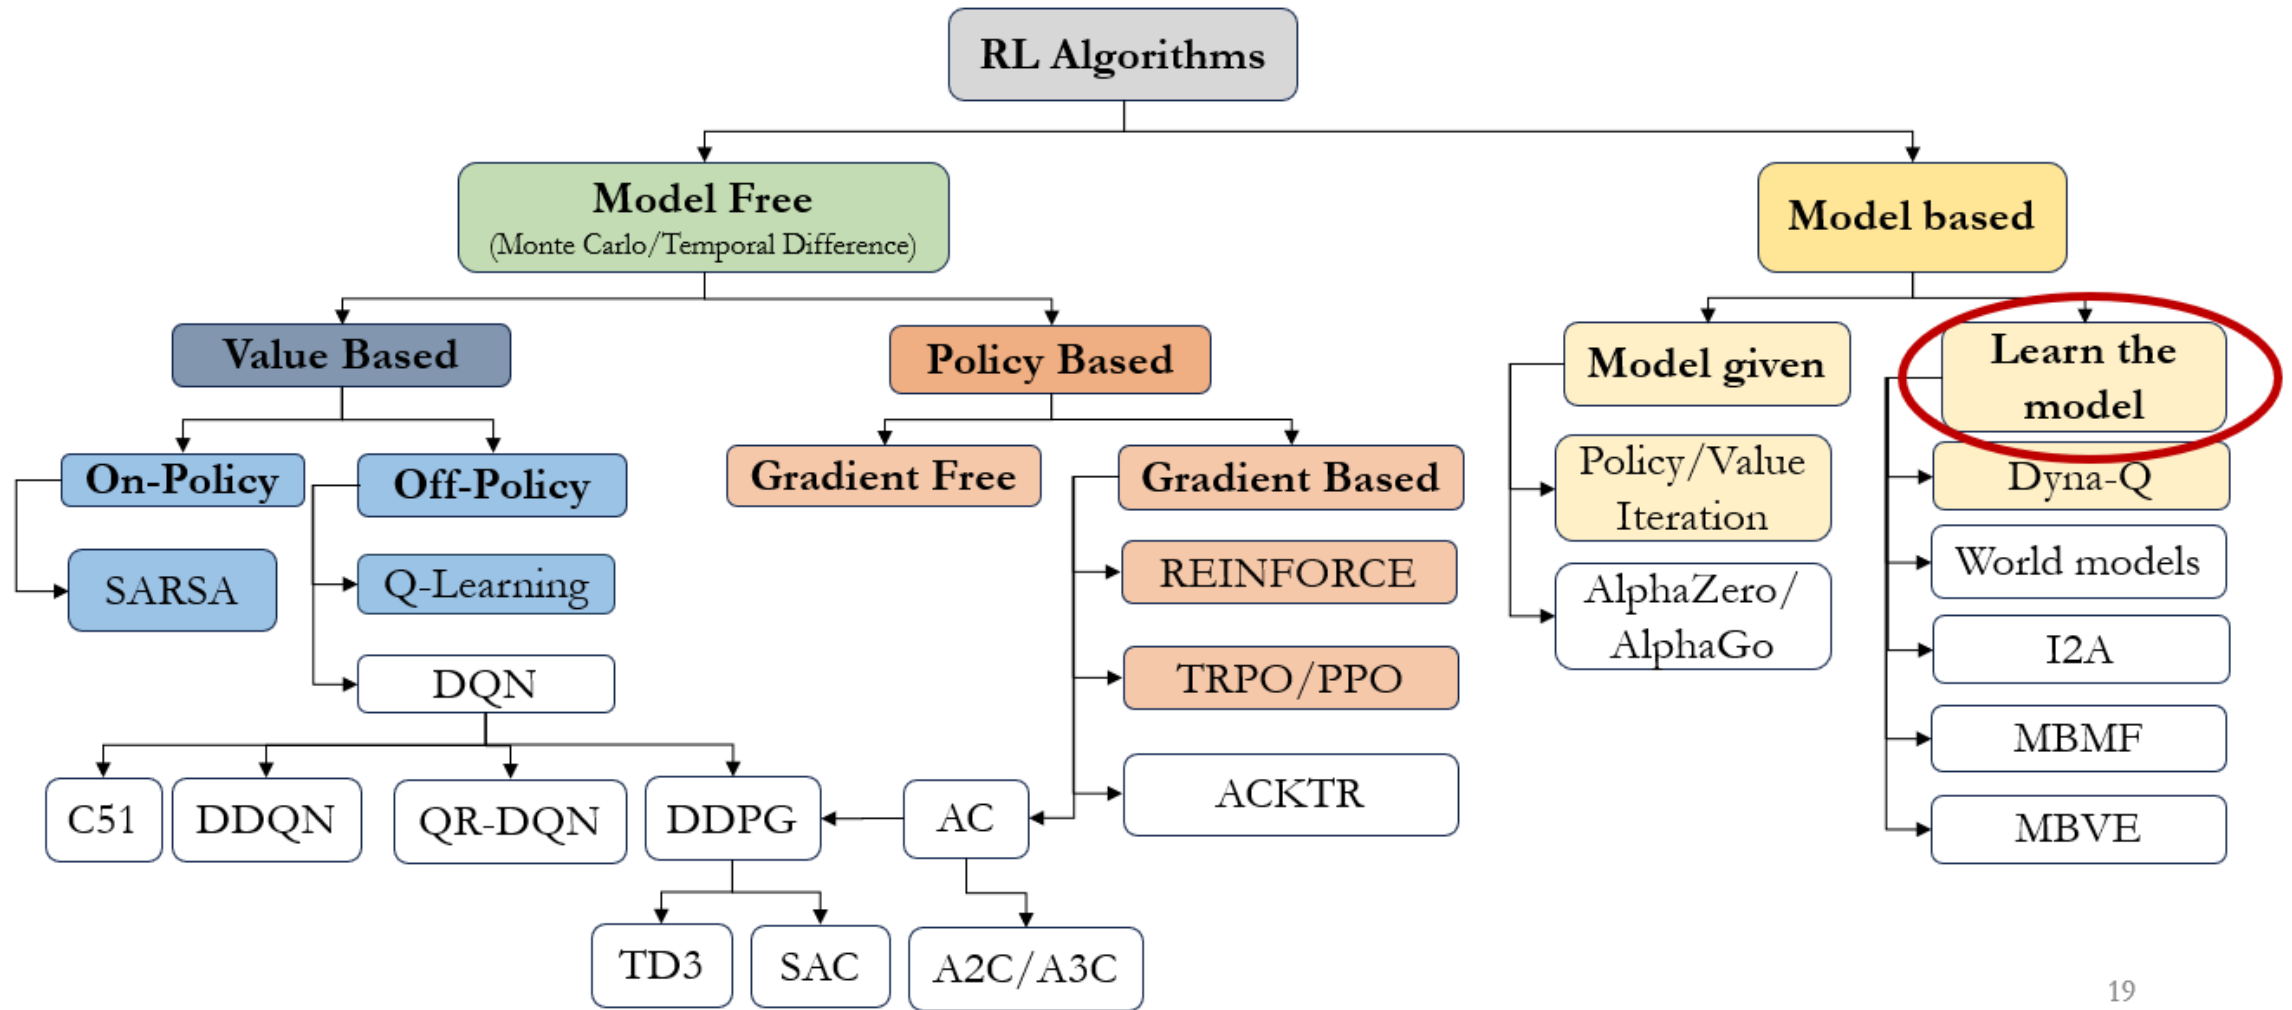 RL Algorithms
Model Free
(Monte Carlo/Temporal Difference)
Model based
Value Based
Policy Based
Model given
Learn the
model
On-Policy
Off-Policy
Gradient Free
Gradient Based
Policy/Value
Iteration
Dyna-Q
SARSA
Q-Learning
REINFORCE
AlphaZero/
AlphaGo
World models
I2A
DQN
TRPO/PPO
MBMF
C51
DDQN
QR-DQN
DDPG
AC
ACKTR
MBVE
TD3
SAC
A2C/A3C
19